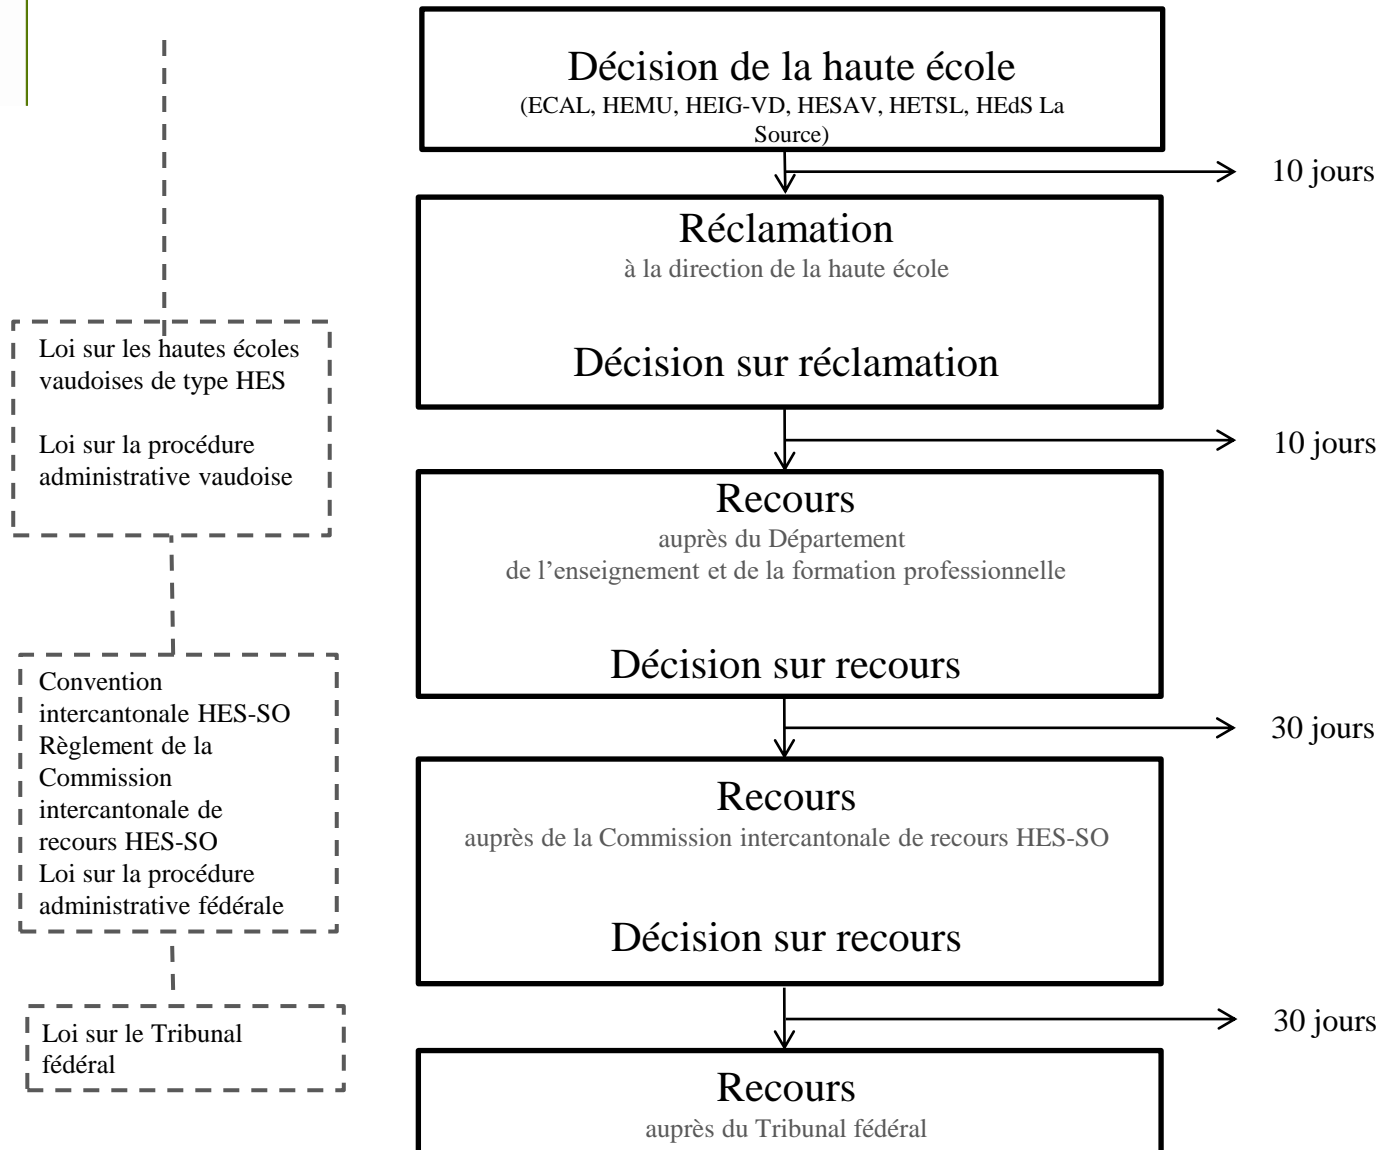 Décision de la haute école
(ECAL, HEMU, HEIG-VD, HESAV, HETSL, HEdS La
Source)
10 jours
Réclamation
à la direction de la haute école
Décision sur réclamation
10 jours
Recours
auprès du Département
de l’enseignement et de la formation professionnelle
Décision sur recours
30 jours
Recours
auprès de la Commission intercantonale de recours HES-SO
Décision sur recours
30 jours
Recours
auprès du Tribunal fédéral
Loi sur les hautes écoles
vaudoises de type HES
Loi sur la procédure
administrative vaudoise
Convention
intercantonale HES-SO
Règlement de la
Commission
intercantonale de
recours HES-SO
Loi sur la procédure
administrative fédérale
Loi sur le Tribunal
fédéral